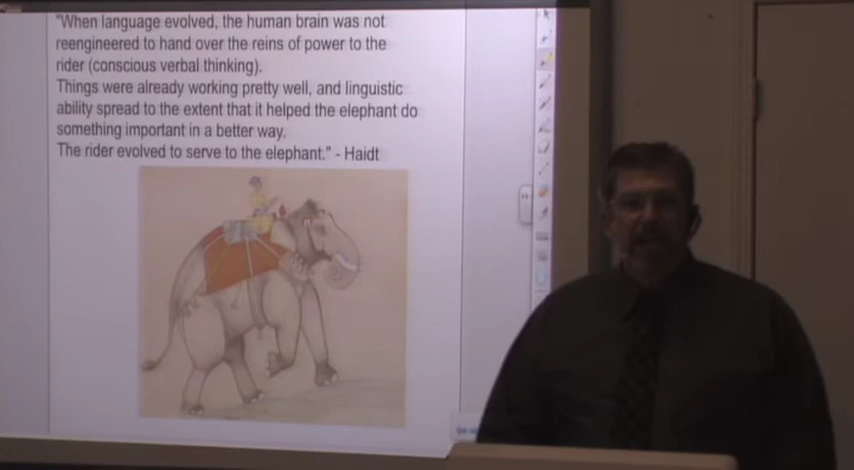 "When language evolved, the human brain was not
reengineered to hand over the reins of power to the
rider (conscious verbal thinking).
Things were already working pretty well, and linguistic
ability spread to the extent that it helped the elephant do
something important in a better way.
The rider evolved to serve to the elephant." - Haidt